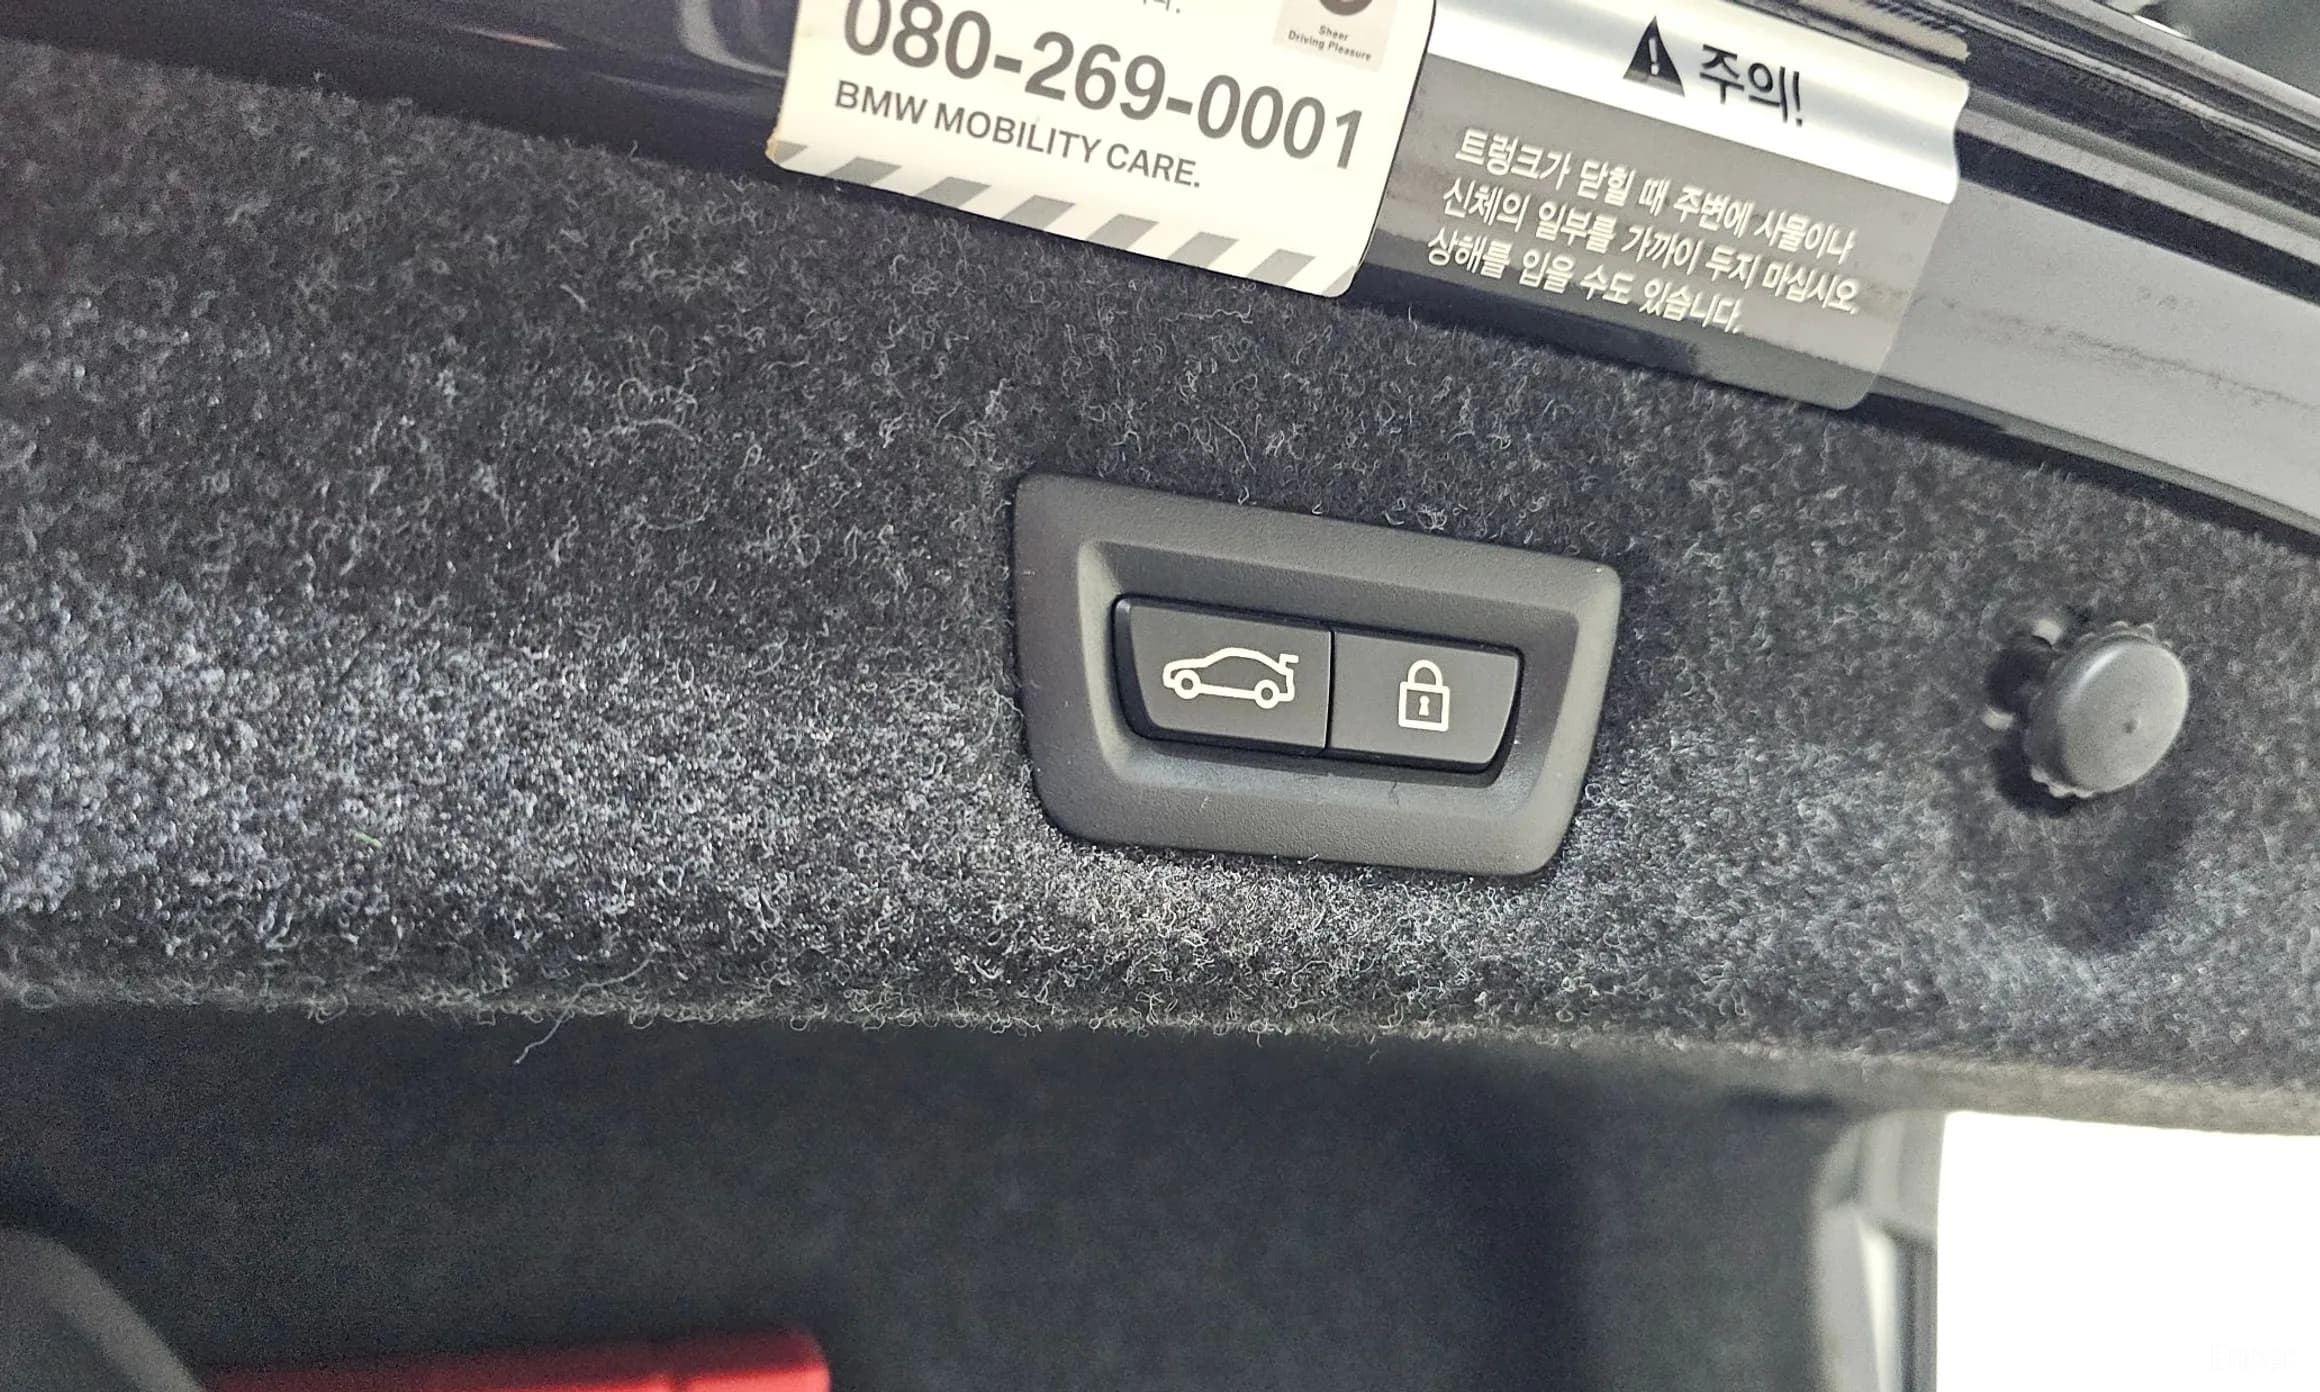 Sheer
Driving Pleasure
080-269-0001
BMW MOBILITY CARE.
주의!
트렁크가 닫힐 때 주변에 사물이나
신체의 일부를 가까이 두지 마십시오.
상해를 입을 수도 있습니다.